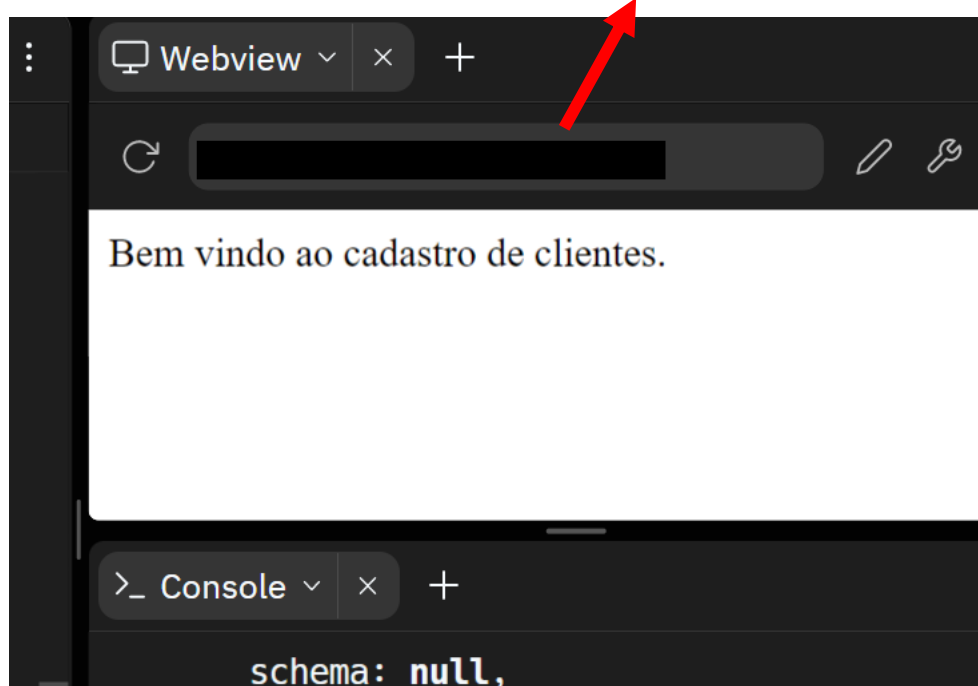 Webview
Bem vindo ao cadastro de clientes.
>_ Console
schema: null,